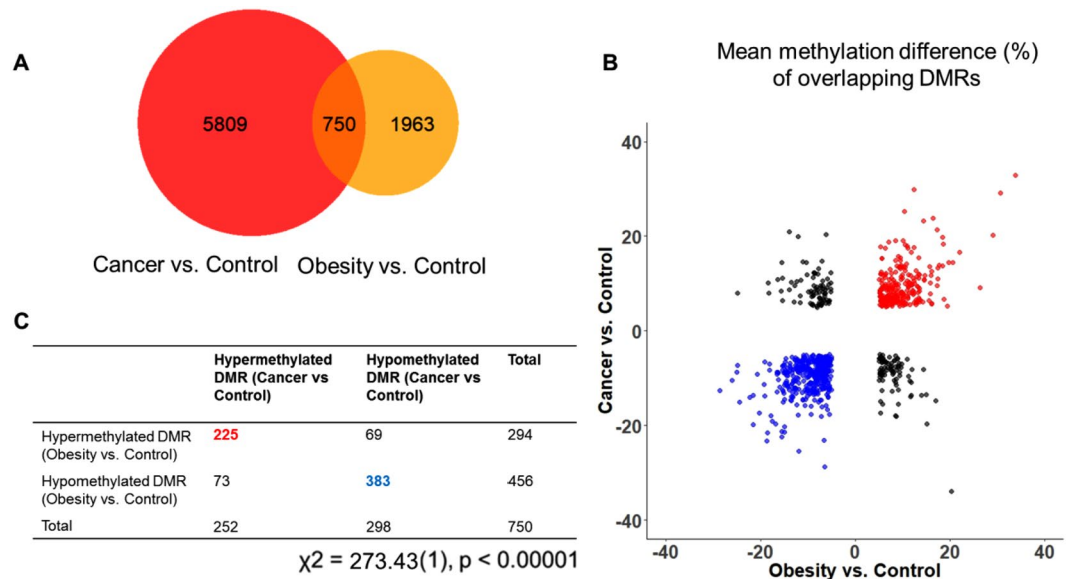 A
5809
750
1963
Cancer vs. Control
Obesity vs. Control
B
Mean methylation difference (%)
of overlapping DMRs
Cancer vs. Control
40
20
0
-20
-40
-40
-20
0
20
40
Obesity vs. Control
C
Hypermethylated
DMR (Cancer vs
Control)
Hypomethylated
DMR (Cancer vs
Control)
Total
Hypermethylated DMR
(Obesity vs. Control)
225
69
294
Hypomethylated DMR
(Obesity vs. Control)
73
383
456
Total
252
298
750
χ2 = 273.43(1), p < 0.00001